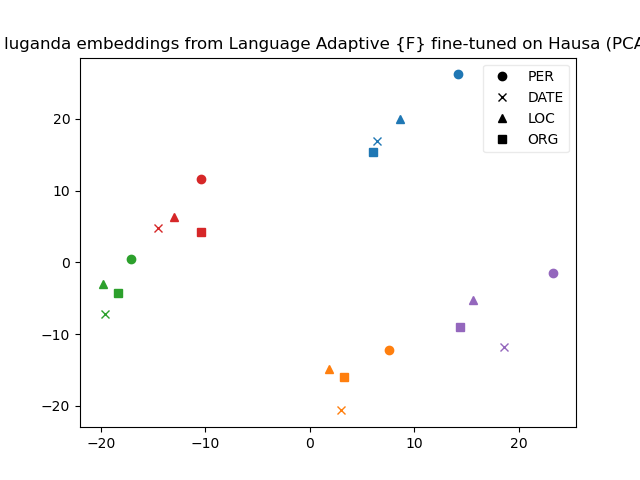 luganda embeddings from Language Adaptive {F} fine-tuned on Hausa (PCA
PER
DATE
LOC
ORG
20
10
0
−10
−20
−20
−10
0
10
20